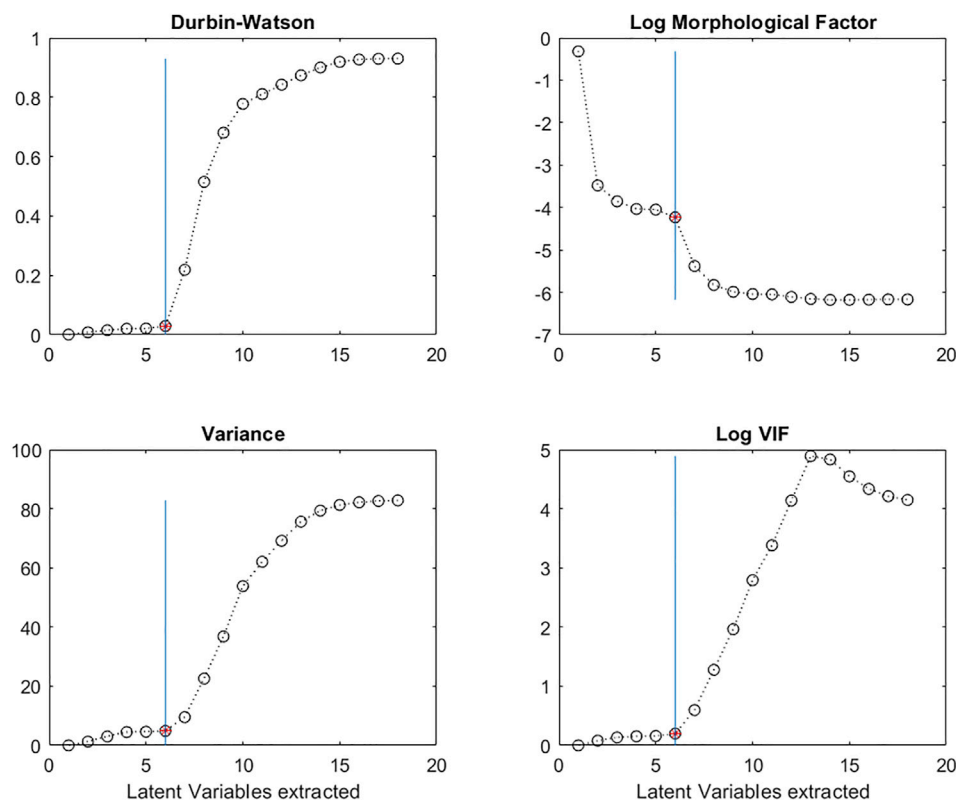 Durbin-Watson
1
0.8
0.6
0.4
0.2
0
0 5 10 15 20
Log Morphological Factor
0
-1
-2
-3
-4
-5
-6
-7
0 5 10 15 20
Variance
100
80
60
40
20
0
0 5 10 15 20
Latent Variables extracted
Log VIF
5
4
3
2
1
0
0 5 10 15 20
Latent Variables extracted